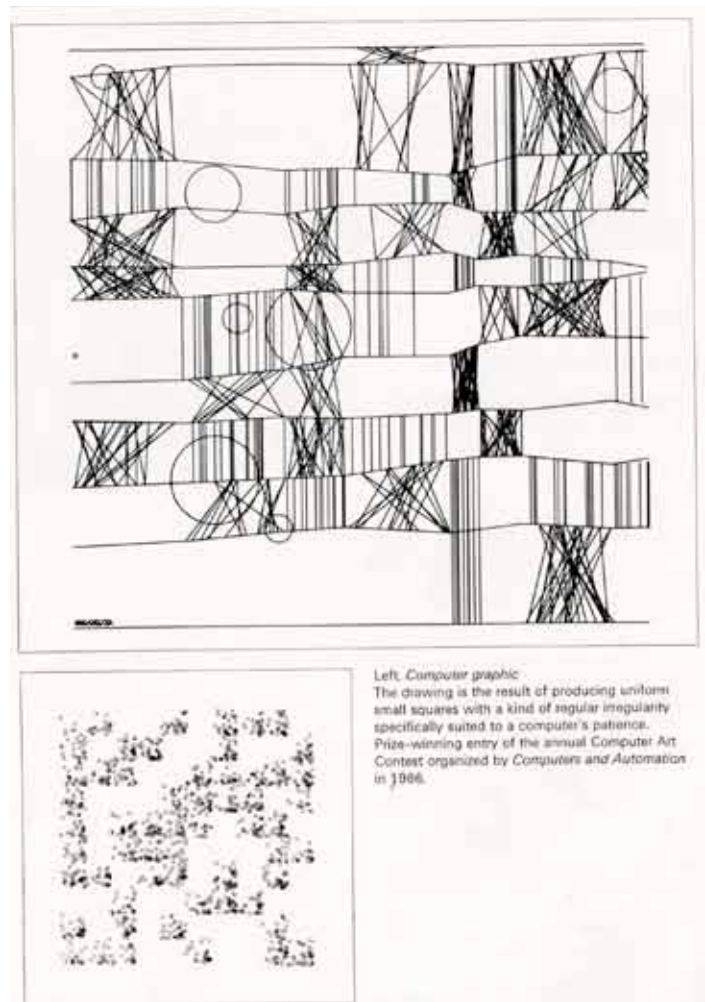 Left, Computer graphic
The drawing is the result of producing uniform
small squares with a kind of regular irregularity
specifically suited to a computer's patience.
Prize-winning entry of the annual Computer Art
Contest organized by Computers and Automation
in 1966.